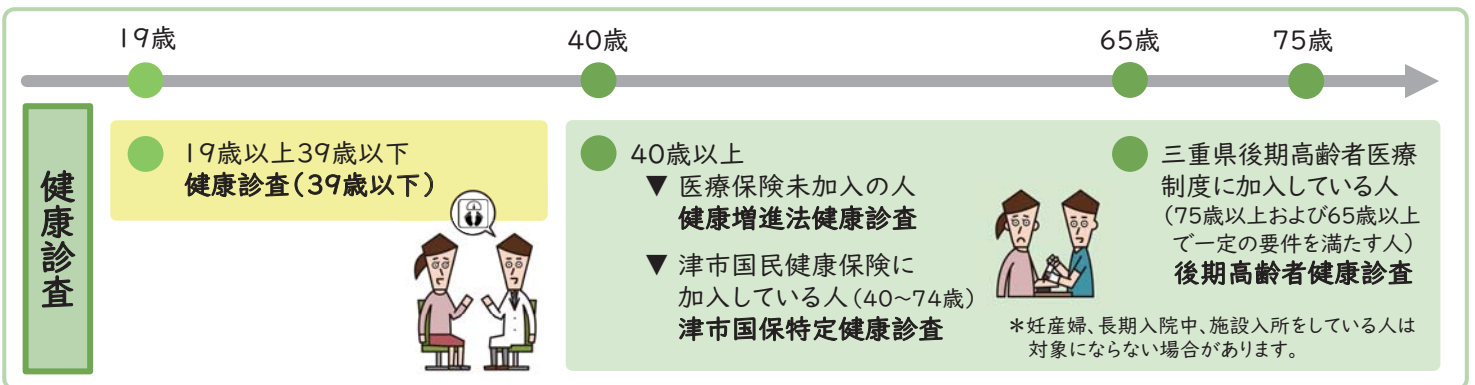 19歳
40歳
65歳
75歳
健康診査
19歳以上39歳以下
健康診査(39歳以下)
40歳以上
▼ 医療保険未加入の人
健康増進法健康診査
▼ 津市国民健康保険に
加入している人(40~74歳)
津市国保特定健康診査
三重県後期高齢者医療
制度に加入している人
(75歳以上および65歳以上
で一定の要件を満たす人)
後期高齢者健康診査
*妊産婦、長期入院中、施設入所をしている人は
対象にならない場合があります。